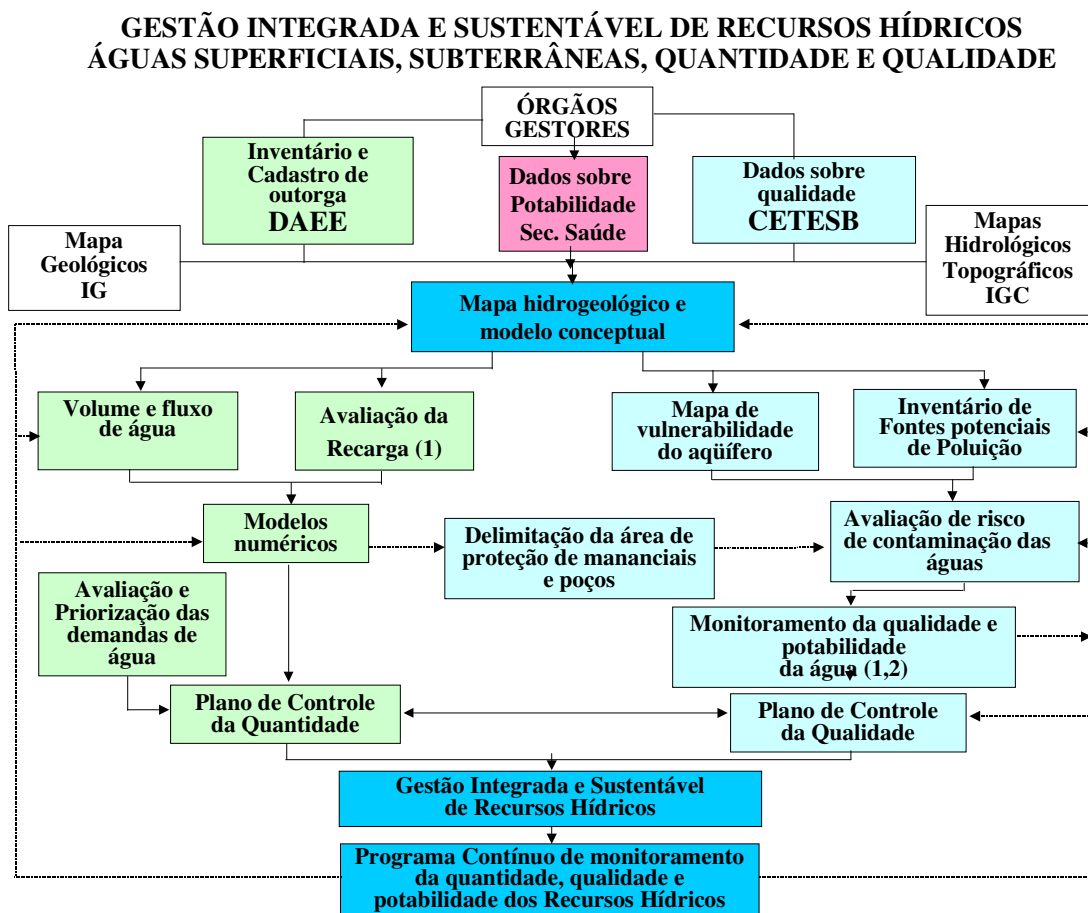 GESTÃO INTEGRADA E SUSTENTÁVEL DE RECURSOS HÍDRICOS
ÁGUAS SUPERFICIAIS, SUBTERRÂNEAS, QUANTIDADE E QUALIDADE
ÓRGÃOS
GESTORES
Inventário e
Cadastro de
outorga
DAEE
Dados sobre
Potabilidade
Sec. Saúde
Dados sobre
qualidade
CETESB
Mapa
Geológicos
IG
Mapas
Hidrológicos
Topográficos
IGC
Mapa hidrogeológico e
modelo conceptual
Volume e fluxo
de água
Avaliação da
Recarga (1)
Mapa de
vulnerabilidade
do aqüífero
Inventário de
Fontes potenciais
de Poluição
Modelos
numéricos
Delimitação da área de
proteção de mananciais
e poços
Avaliação de risco
de contaminação das
águas
Avaliação e
Priorização das
demandas de
água
Monitoramento da qualidade e
potabilidade
da água (1,2)
Plano de Controle
da Quantidade
Plano de Controle
da Qualidade
Gestão Integrada e Sustentável
de Recursos Hídricos
Programa Contínuo de monitoramento
da quantidade, qualidade e
potabilidade dos Recursos Hídricos